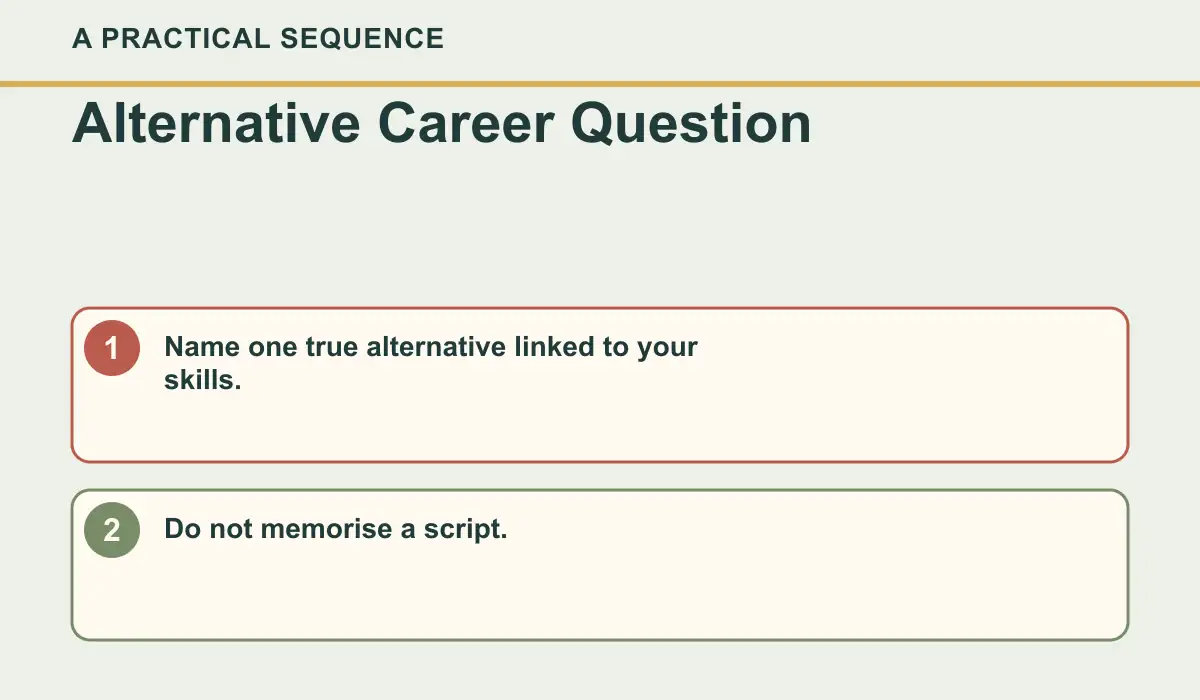 A PRACTICAL SEQUENCE
Alternative Career Question
1
Name one true alternative linked to your
skills.
2
Do not memorise a script.